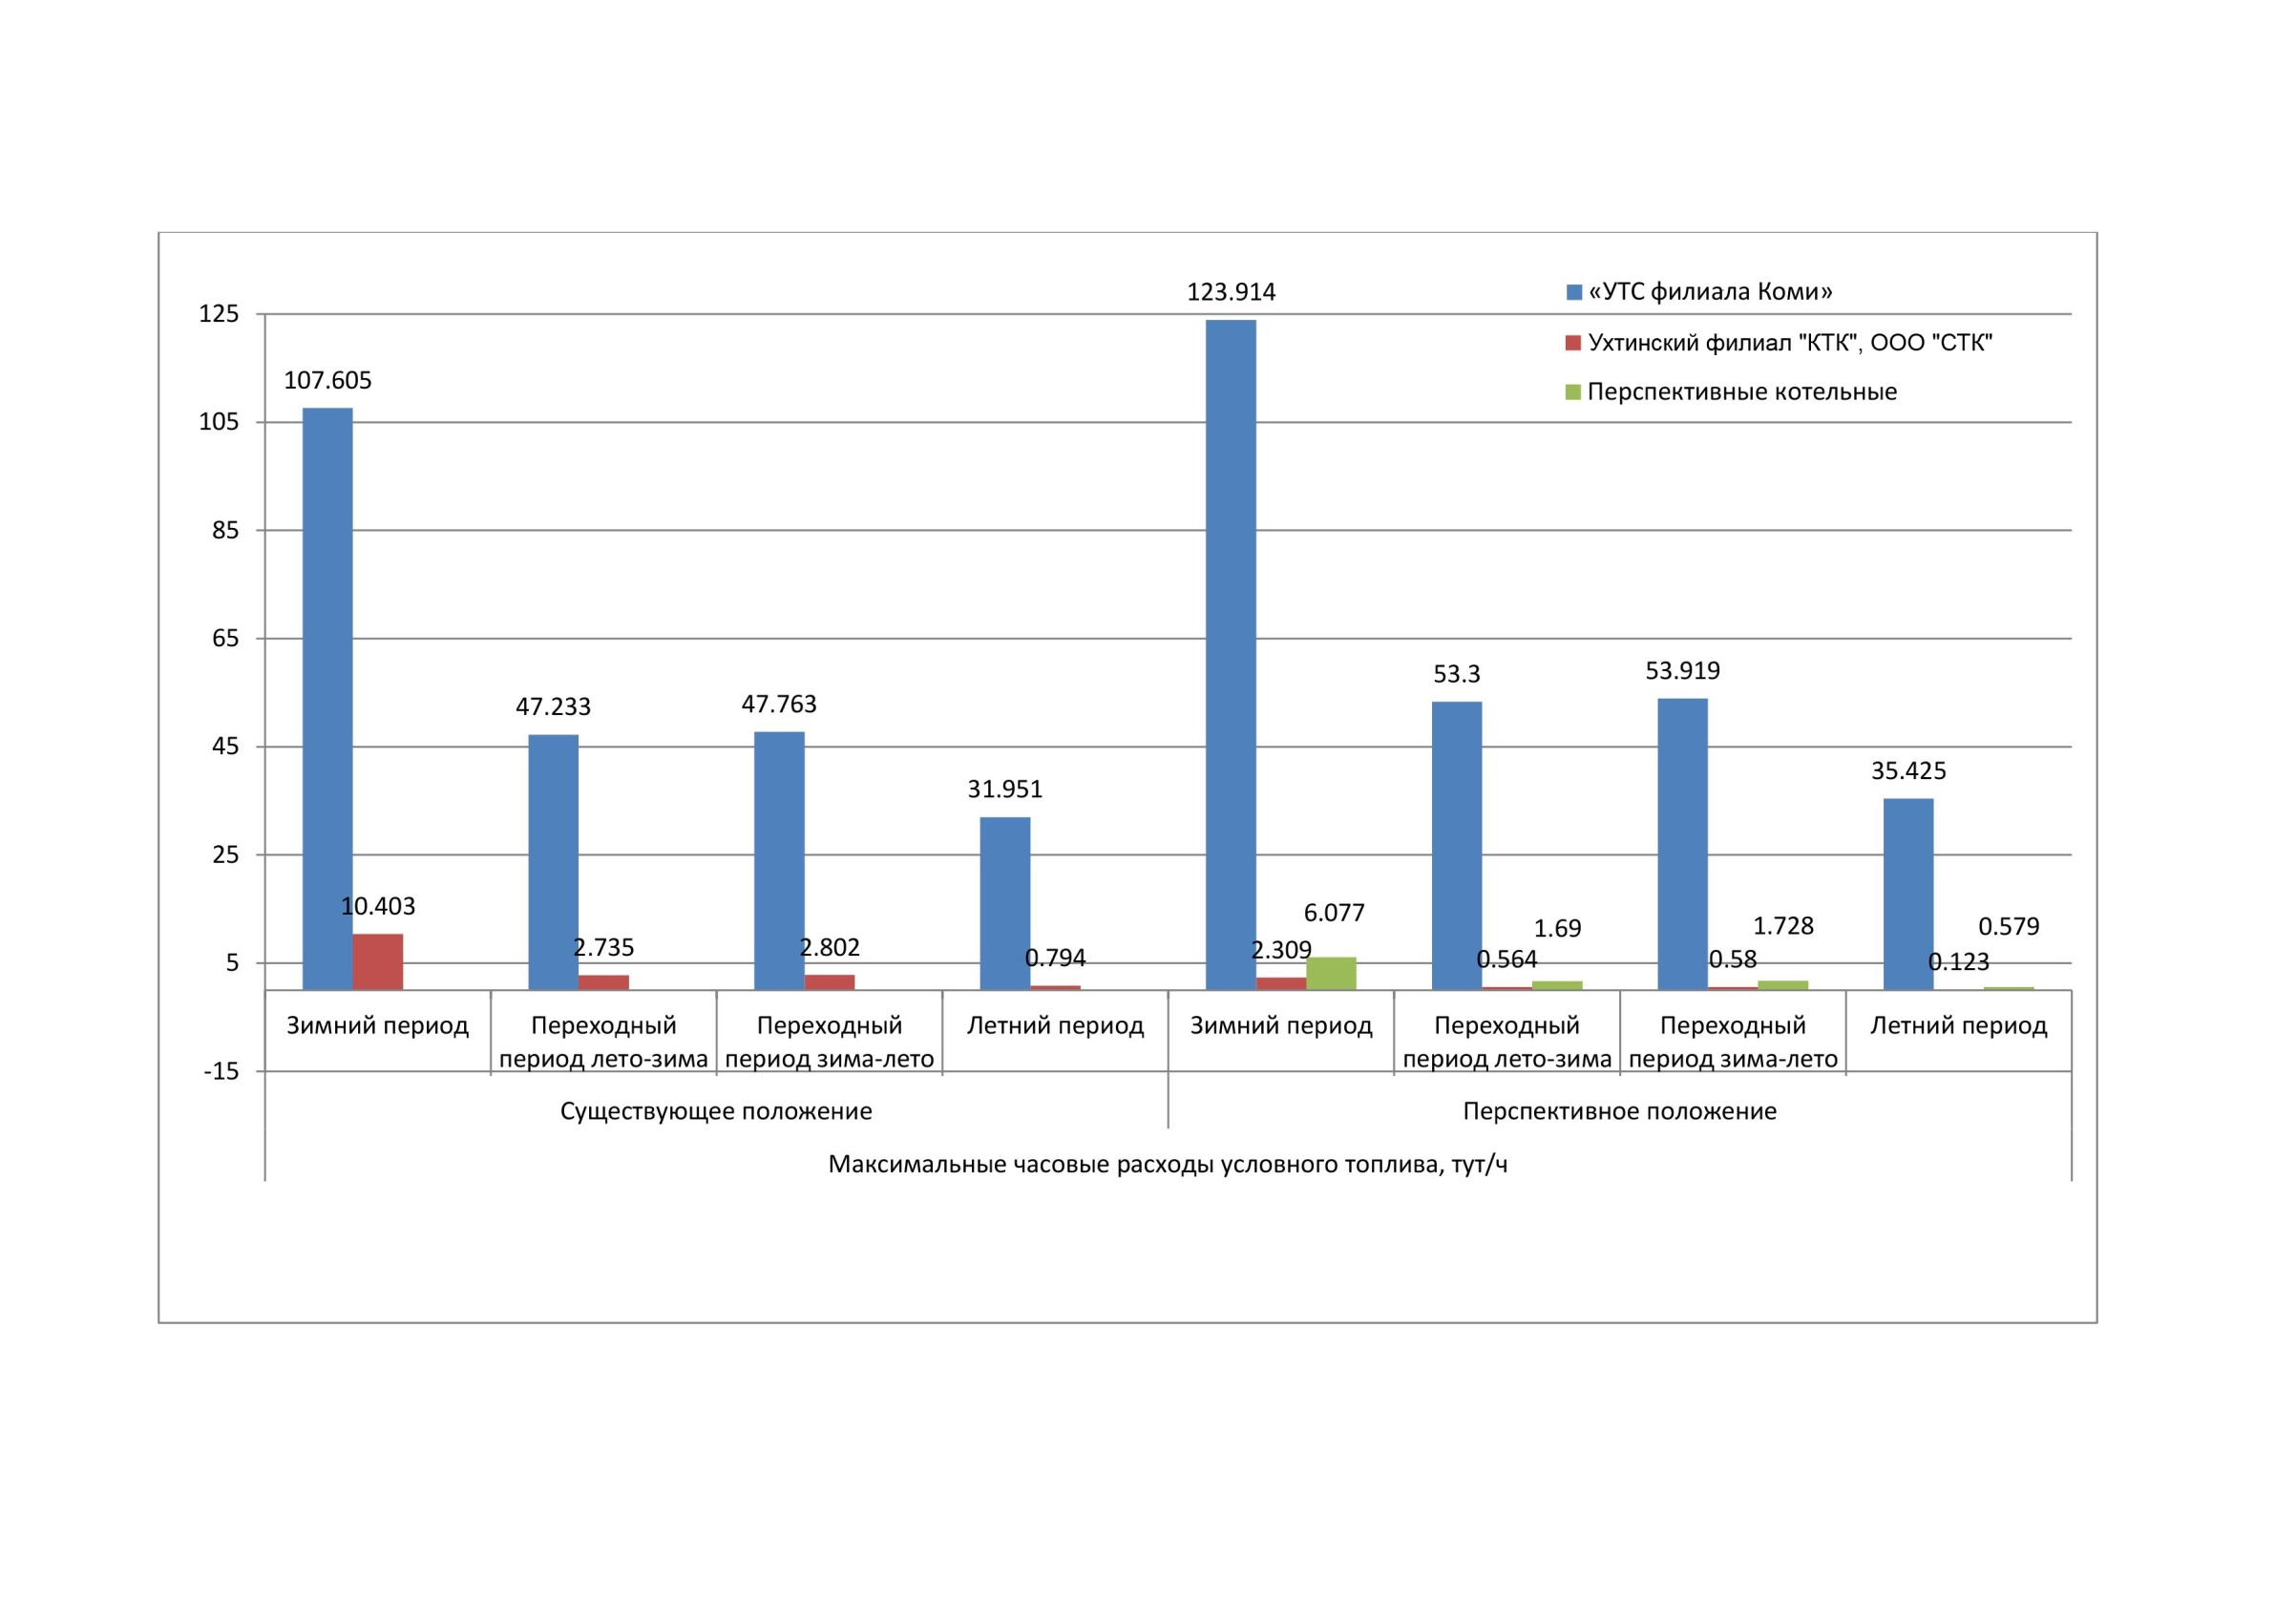 123.914
«УТС филиала Коми»
125
Ухтинский филиал "КТК", ООО "СТК"
107.605
Перспективные котельные
105
85
65
53.3
53.919
47.233
47.763
45
31.951
35.425
25
10.403
6.077
1.69
1.728
0.579
2.735
2.802
0.794
2.309
0.564
0.58
0.123
5
Зимний период
Переходный
период лето-зима
Переходный
период зима-лето
Летний период
Зимний период
Переходный
период лето-зима
Переходный
период зима-лето
Летний период
-15
Существующее положение
Перспективное положение
Максимальные часовые расходы условного топлива, тут/ч